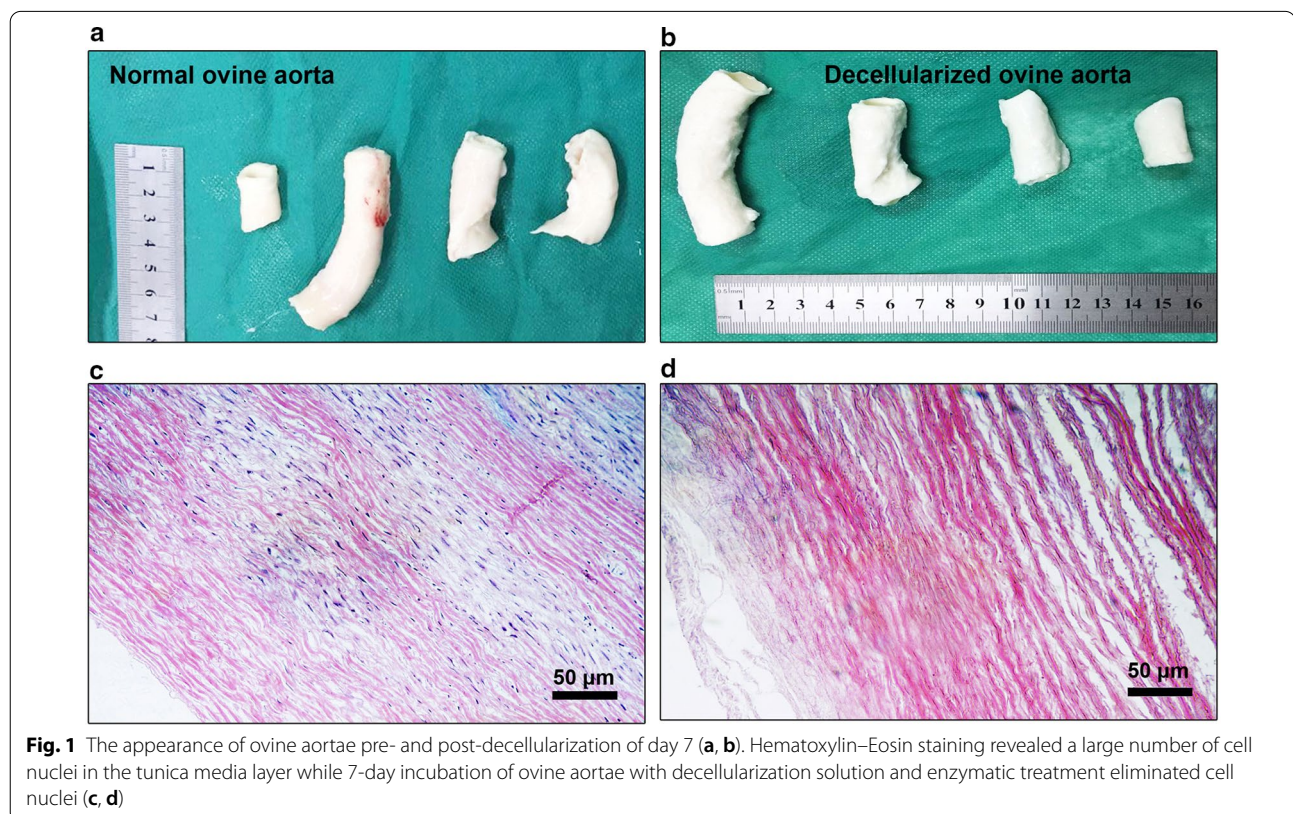 a
b
Normal ovine aorta
Decellularized ovine aorta
1
2
3
4
5
6
7
8
0.5mm
1 2 3 4 5 6 7 8 9 10 11 12 13 14 15 16
mm
c
d
50 µm
50 µm
Fig. 1 The appearance of ovine aortae pre- and post-decellularization of day 7 (a, b). Hematoxylin–Eosin staining revealed a large number of cell
nuclei in the tunica media layer while 7-day incubation of ovine aortae with decellularization solution and enzymatic treatment eliminated cell
nuclei (c, d)